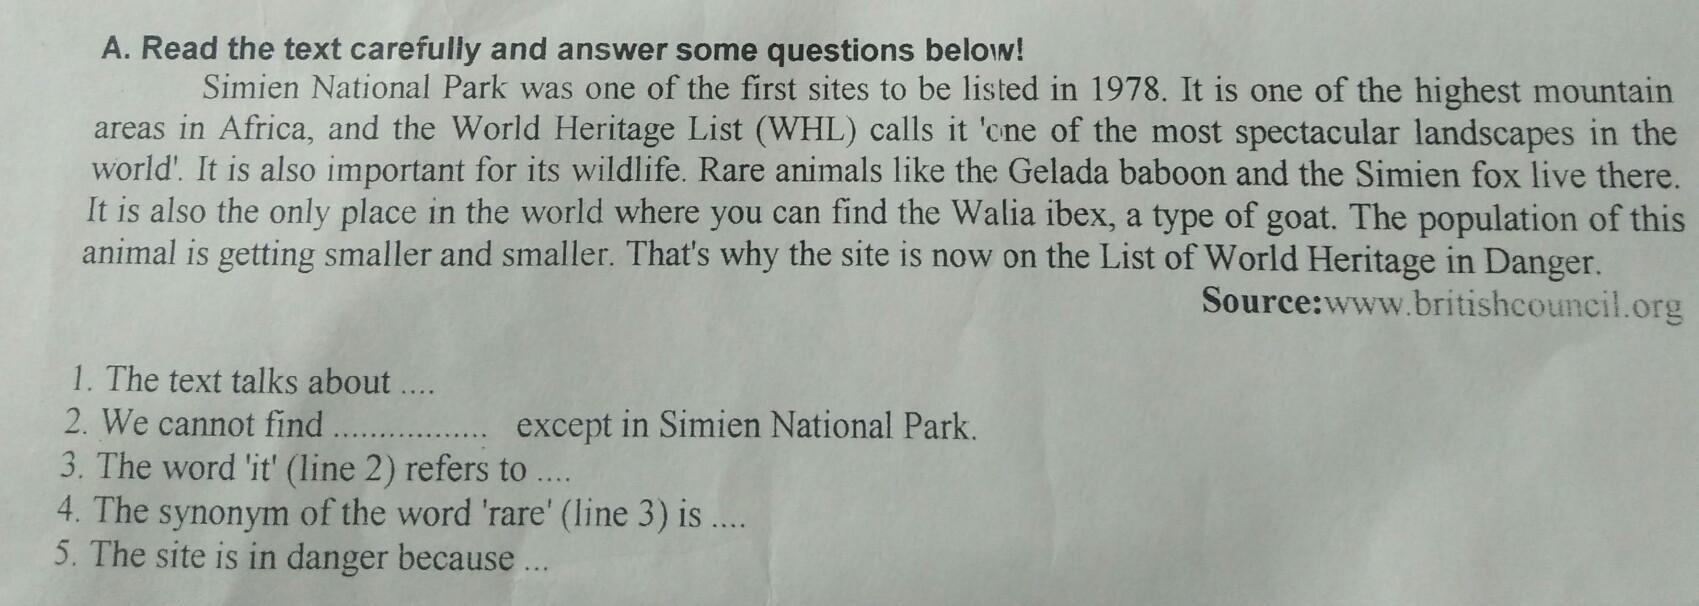 A. Read the text carefully and answer some questions below!
Simien National Park was one of the first sites to be listed in 1978. It is one of the highest mountain
areas in Africa, and the World Heritage List (WHL) calls it 'one of the most spectacular landscapes in the
world'. It is also important for its wildlife. Rare animals like the Gelada baboon and the Simien fox live there.
It is also the only place in the world where you can find the Walia ibex, a type of goat. The population of this
animal is getting smaller and smaller. That's why the site is now on the List of World Heritage in Danger.
Source:www.britishcouncil.org
1. The text talks about ....
2. We cannot find ................. except in Simien National Park.
3. The word 'it' (line 2) refers to ....
4. The synonym of the word 'rare' (line 3) is ....
5. The site is in danger because ...